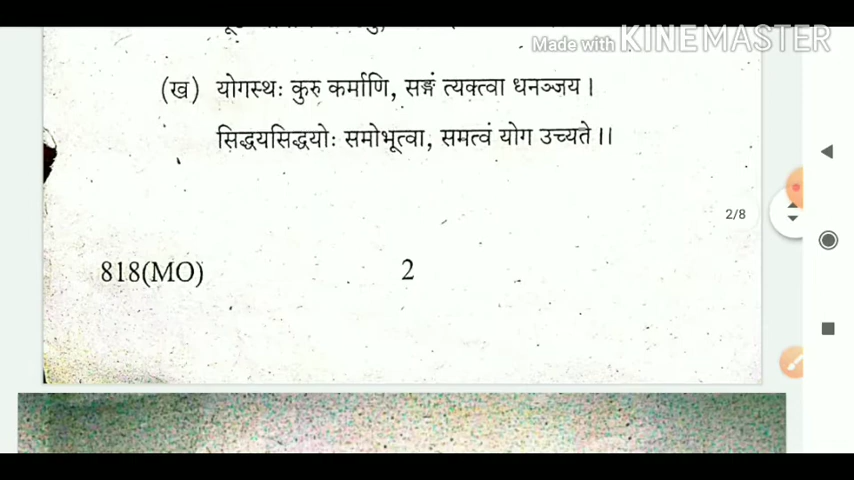 Made with KINEMASTER
(ख) योगस्थः कुरु कर्माणि, सङ्गं त्यक्त्वा धनञ्जय ।
सिद्धयसिद्धयोः समोभूत्वा, समत्वं योग उच्यते ।।
2/8
818(MO) 2